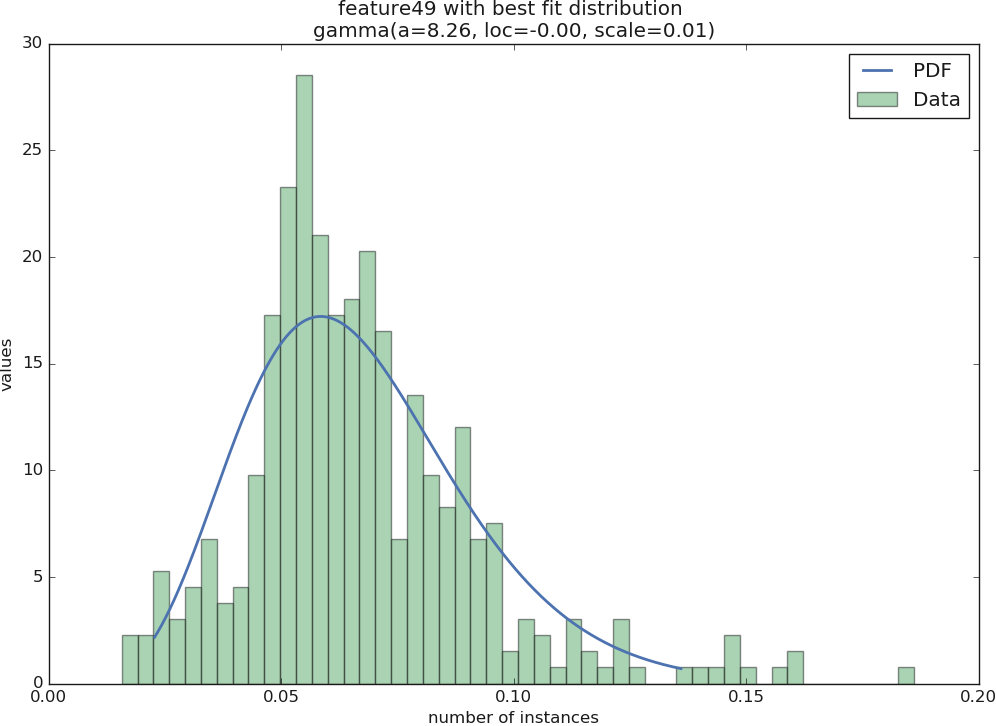 feature49 with best fit distribution
gamma(a=8.26, loc=-0.00, scale=0.01)
PDF
Data
30
25
20
15
10
5
0
values
0.00
0.05
0.10
0.15
0.20
number of instances